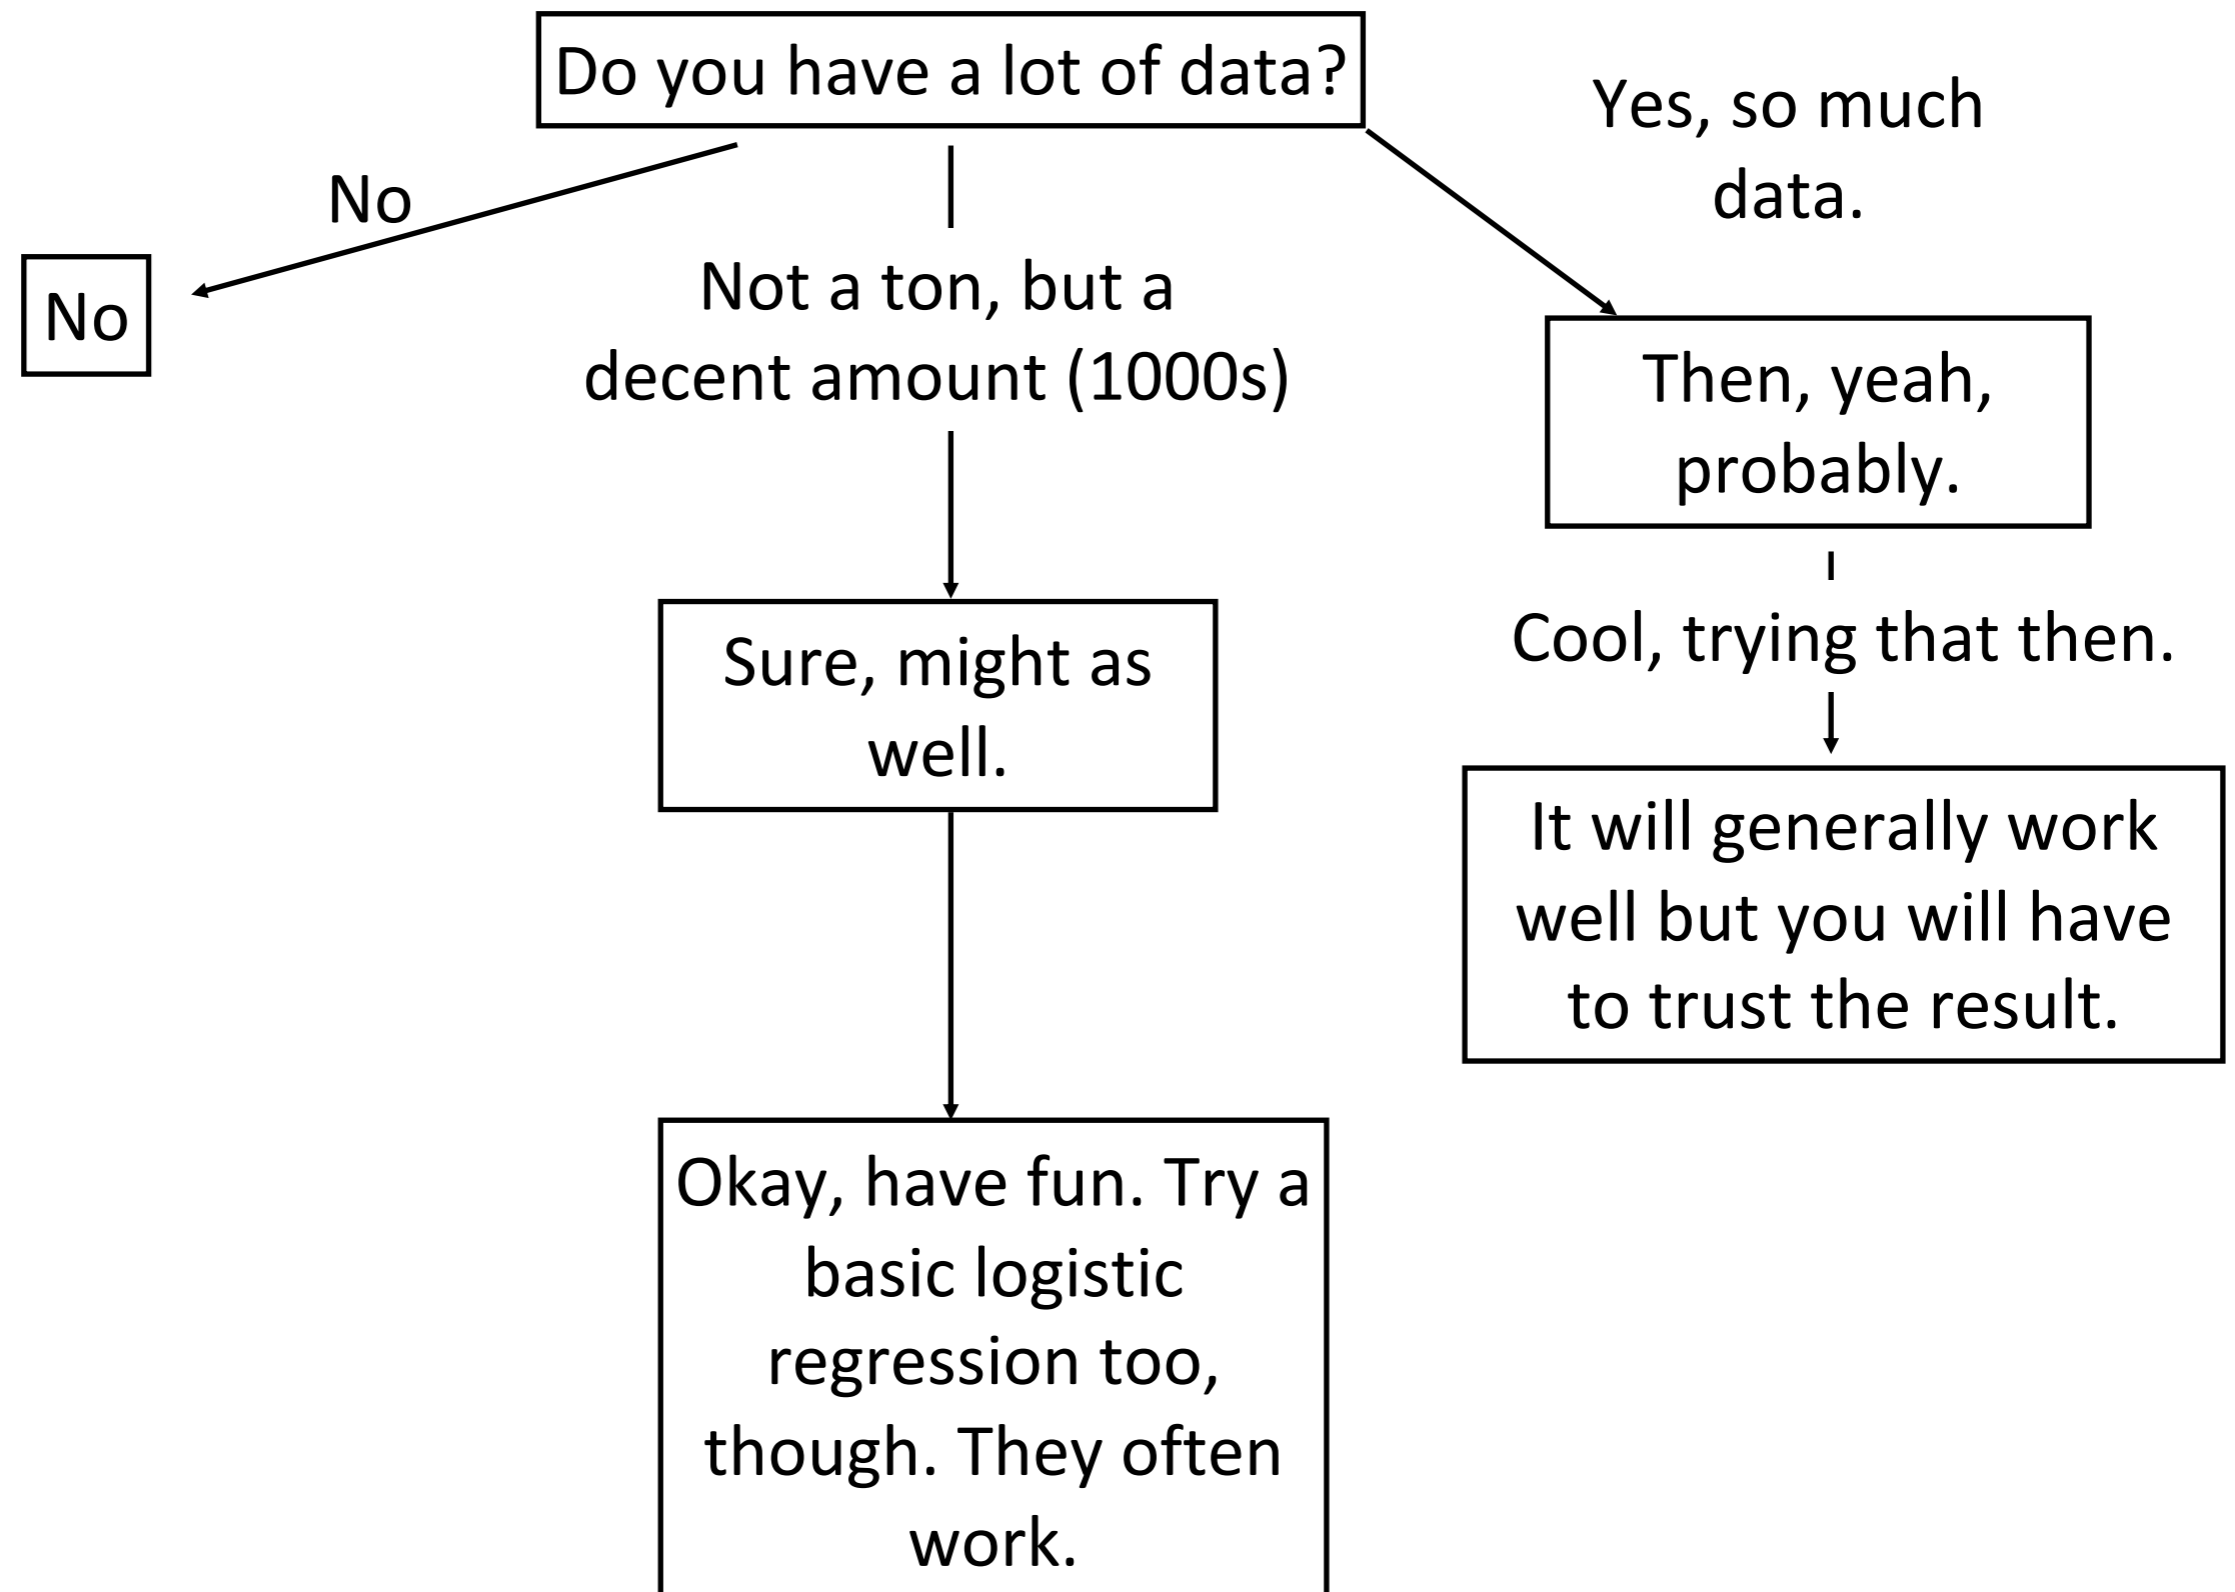 Do you have a lot of data?
No
No
Not a ton, but a
decent amount (1000s)
Sure, might as
well.
Okay, have fun. Try a
basic logistic
regression too,
though. They often
work.
Yes, so much
data.
Then, yeah,
probably.
Cool, trying that then.
It will generally work
well but you will have
to trust the result.